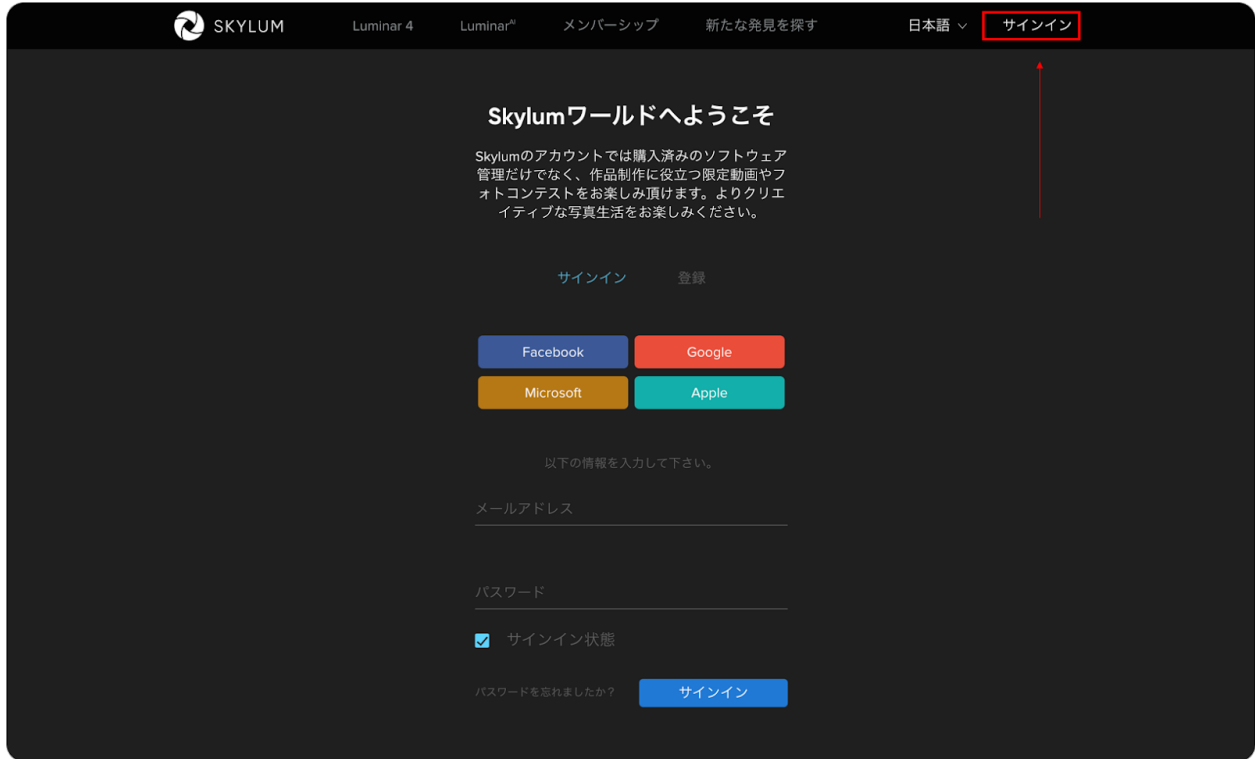 SKYLUM Luminar 4 Luminar AI メンバーシップ 新たな発見を探す 日本語 サインイン
Skylumワールドへようこそ
Skylumのアカウントでは購入済みのソフトウェア
管理だけでなく、作品制作に役立つ限定動画やフ
ォトコンテストをお楽しみ頂けます。よりクリエ
イティブな写真生活をお楽しみください。
サインイン 登録
Facebook Google
Microsoft Apple
以下の情報を入力して下さい。
メールアドレス
パスワード
サインイン状態
パスワードを忘れましたか？ サインイン